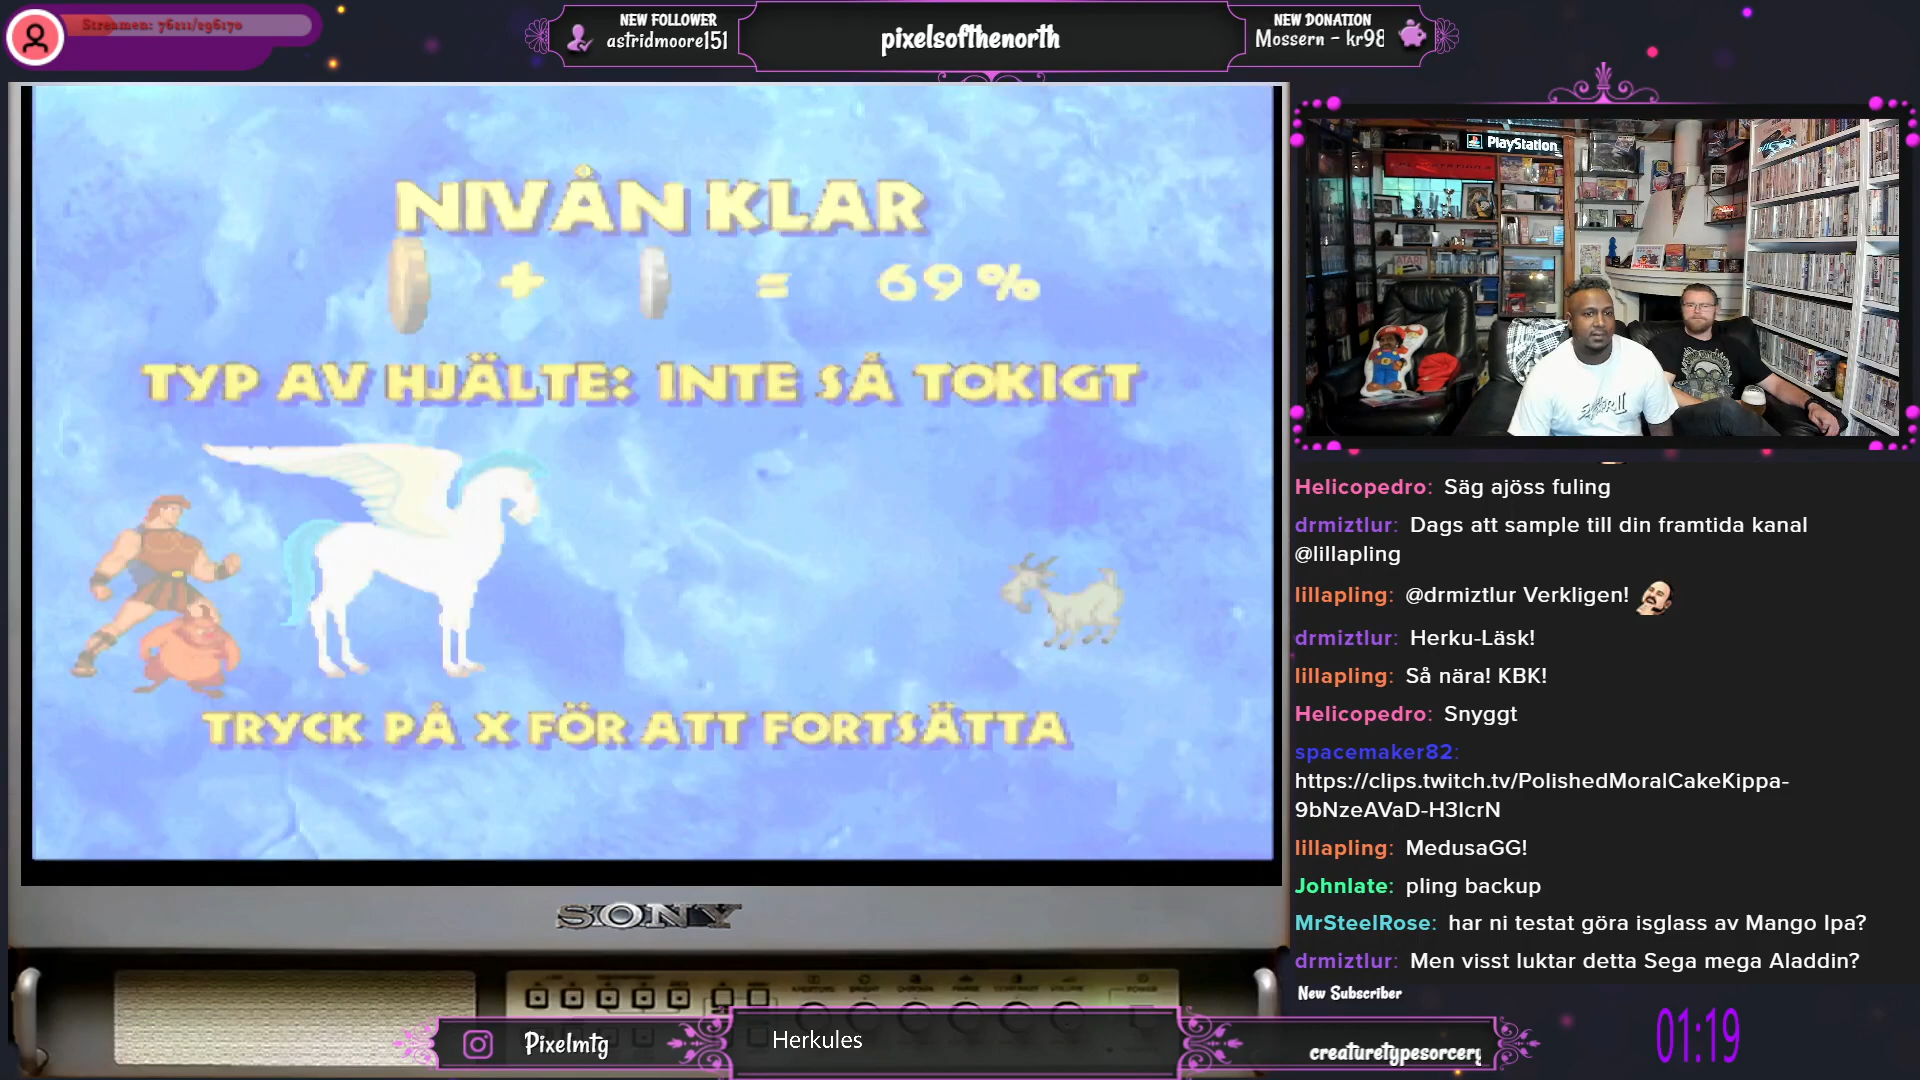 Streamen: 76211/296170
NEW FOLLOWER
astridmoore151
pixelsofthenorth
NEW DONATION
Mossern - kr98
NIVÅN KLAR
+ = 69%
TYP AV HJÄLTE: INTE SÅ TOKIGT
TRYCK PÅ X FÖR ATT FORTSÄTTA
SONY
PlayStation
ATARI
Helicopedro: Säg ajöss fuling
drmiztlur: Dags att sample till din framtida kanal
@lillapling
lillapling: @drmiztlur Verkligen!
drmiztlur: Herku-Läsk!
lillapling: Så nära! KBK!
Helicopedro: Snyggt
spacemaker82:
https://clips.twitch.tv/PolishedMoralCakeKippa-
9bNzeAVaD-H3lcrN
lillapling: MedusaGG!
Johnlate: pling backup
MrSteelRose: har ni testat göra isglass av Mango Ipa?
drmiztlur: Men visst luktar detta Sega mega Aladdin?
New Subscriber
creaturetypesorcery
01:19
Pixelmtg
Herkules